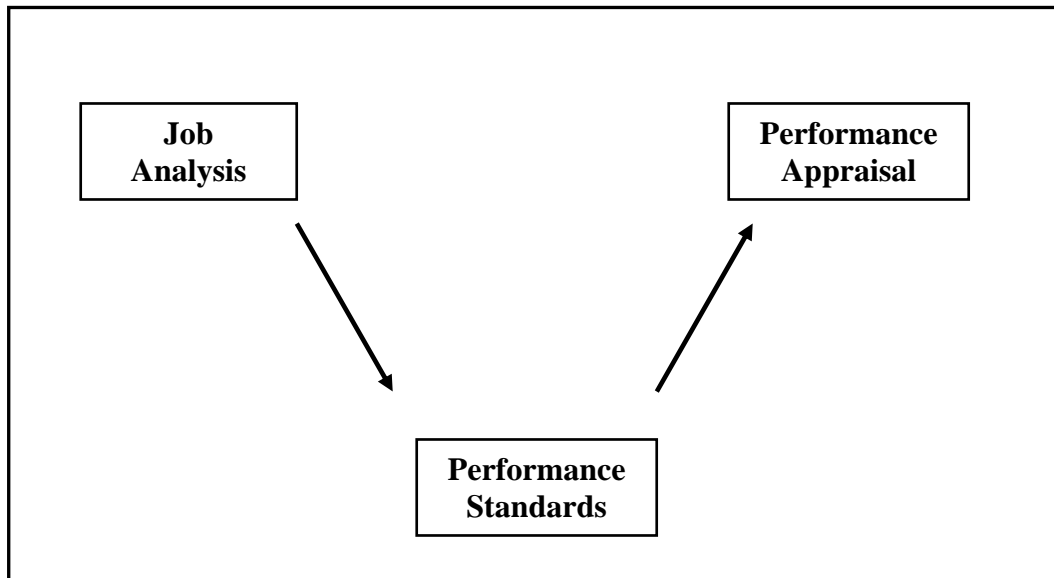 Job
Analysis
Performance
Appraisal
Performance
Standards